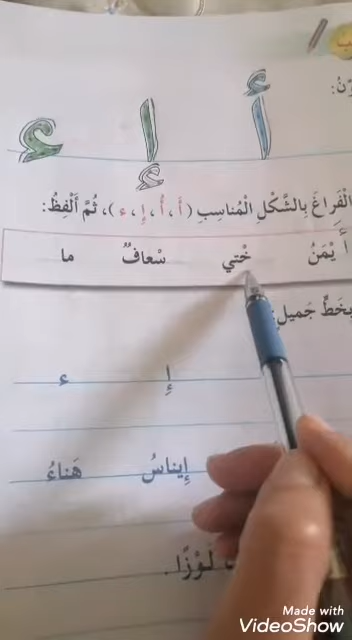 وّنُ:
أ إ ء
الْفَراغَ بِالشَّكْلِ الْمُناسِبِ (أَ، أُ، إِ، ء)، ثُمَّ أَلْفِظُ:
أَ يْمَنُ خْتي سْعافٌ ما
بِخَطٍّ جَميلٍ
إِ ء
إيناسُ هَناءُ
لَوْزًا.
Made with
VideoShow